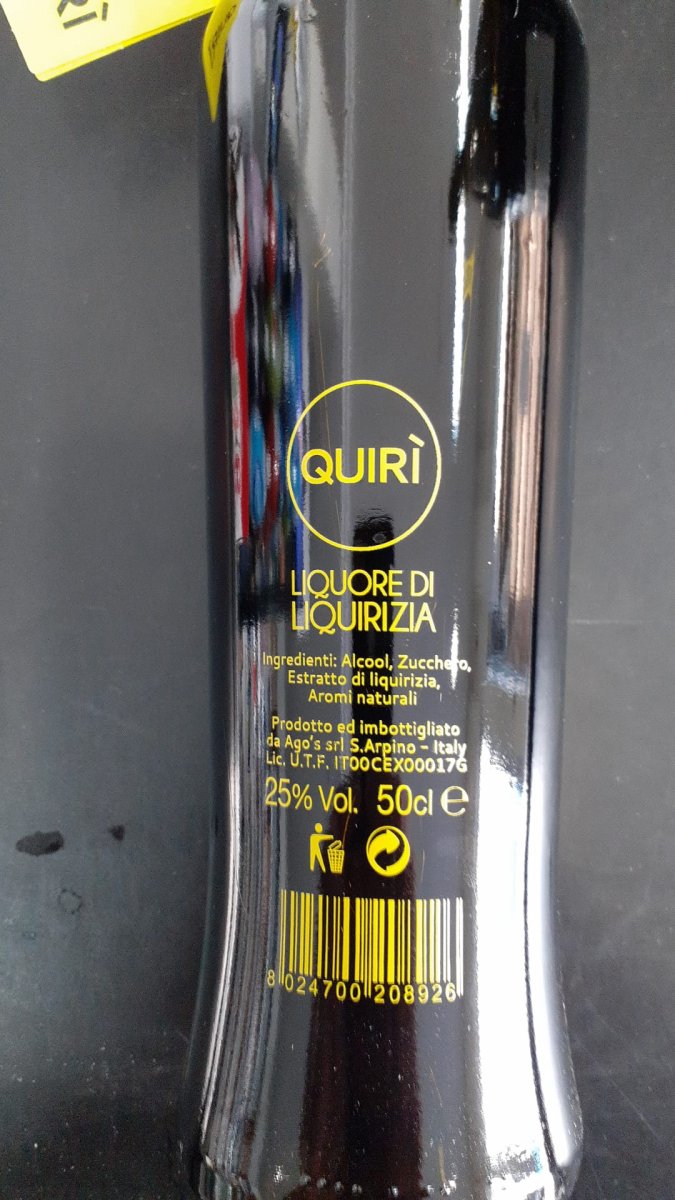 RÌ
QUIRÌ
LIQUORE DI
LIQUIRIZIA
Ingredienti: Alcool, Zucchero,
Estratto di liquirizia,
Aromi naturali
Prodotto ed imbottigliato
da Ago's srl S.Arpino - Italy
Lic. U.T.F. IT00CEX00017G
25% Vol. 50cl e
8 024700 208926